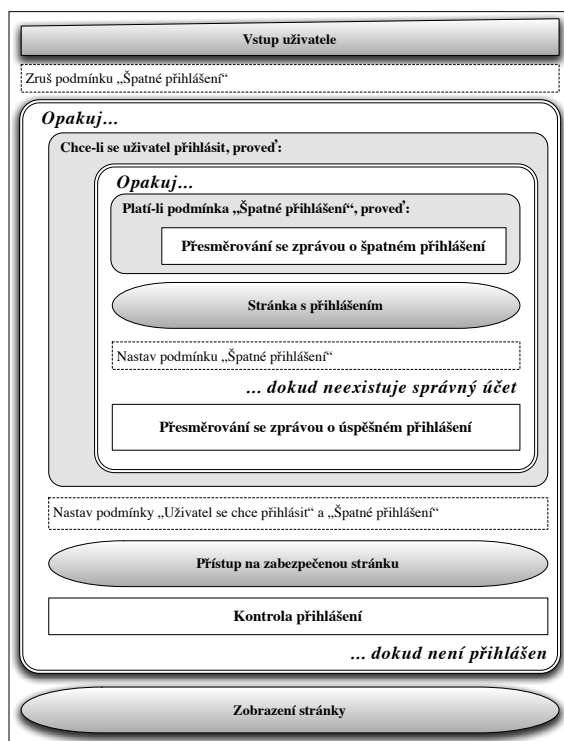 Vstup uživatele
Zruš podmínku „Špatné přihlášení“
Opakuj...
Chce-li se uživatel přihlásit, proveď:
Opakuj...
Platí-li podmínka „Špatné přihlášení“, proveď:
Přesměrování se zprávou o špatném přihlášení
Stránka s přihlášením
Nastav podmínku „Špatné přihlášení“
... dokud neexistuje správný účet
Přesměrování se zprávou o úspěšném přihlášení
Nastav podmínky „Uživatel se chce přihlásit“ a „Špatné přihlášení“
Přístup na zabezpečenou stránku
Kontrola přihlášení
... dokud není přihlášen
Zobrazení stránky